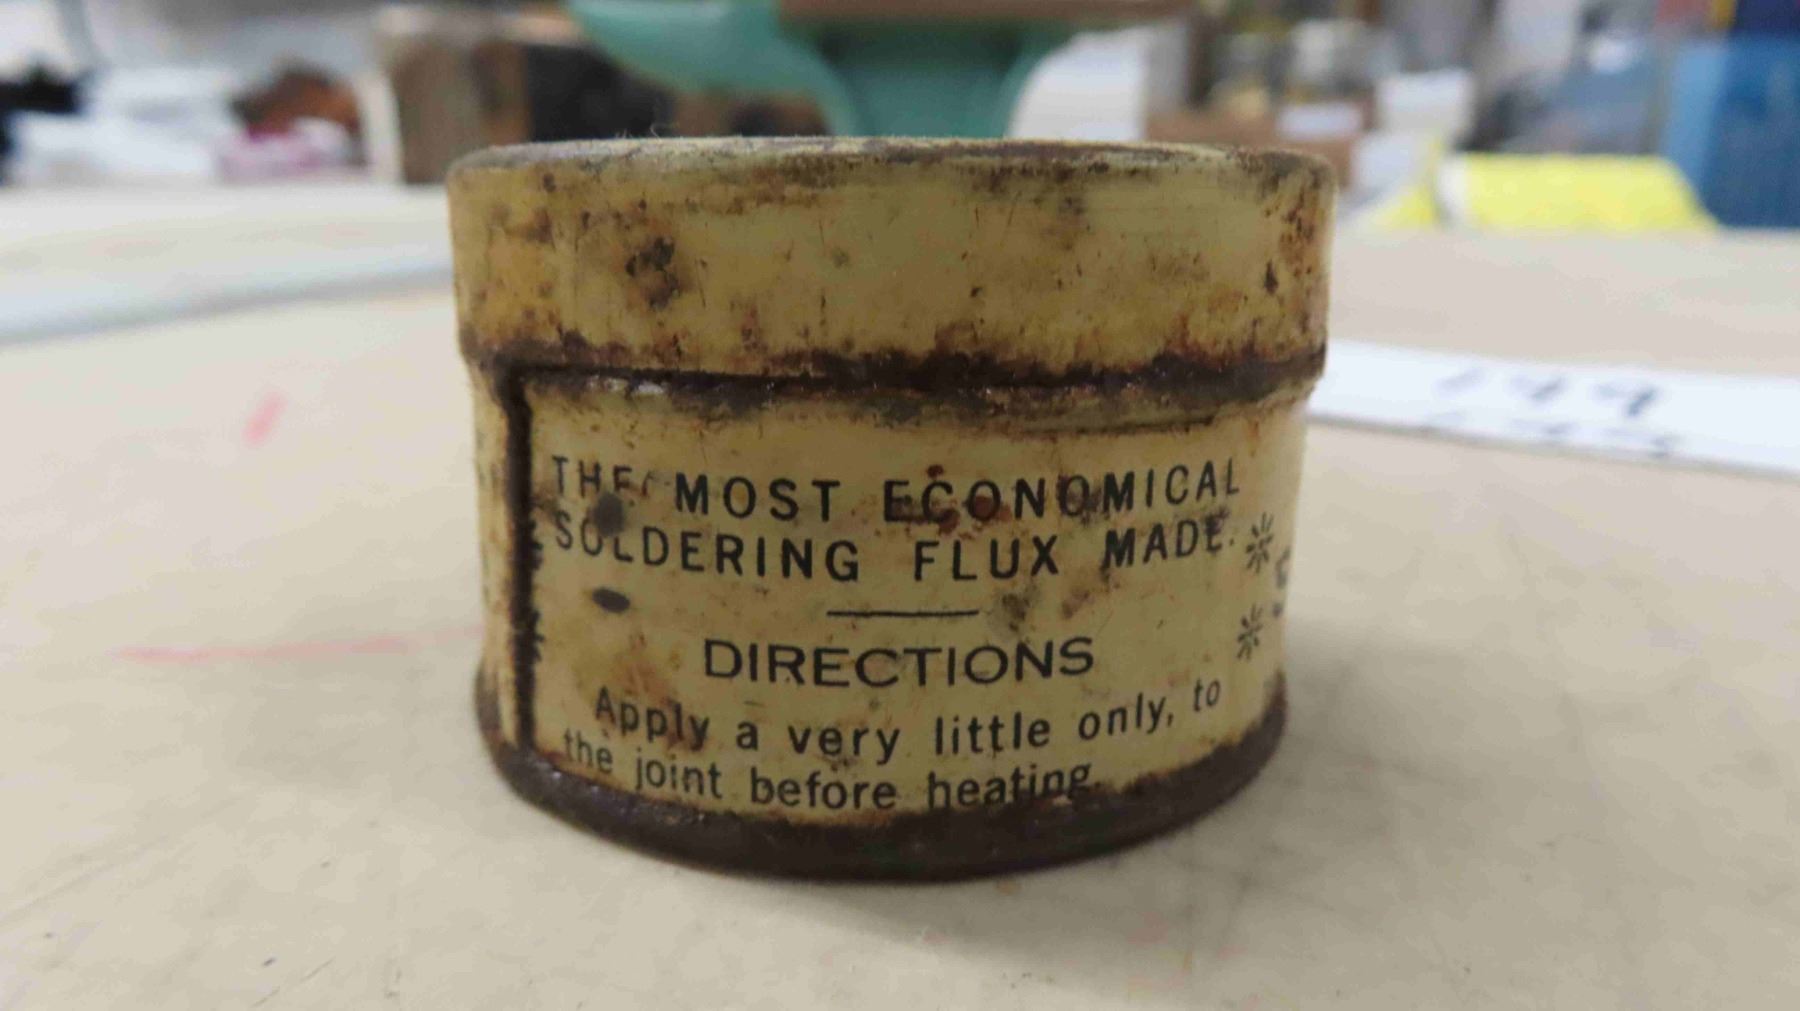 THE MOST ECONOMICAL
SOLDERING FLUX MADE.
DIRECTIONS
Apply a very little only, to
the joint before heating.